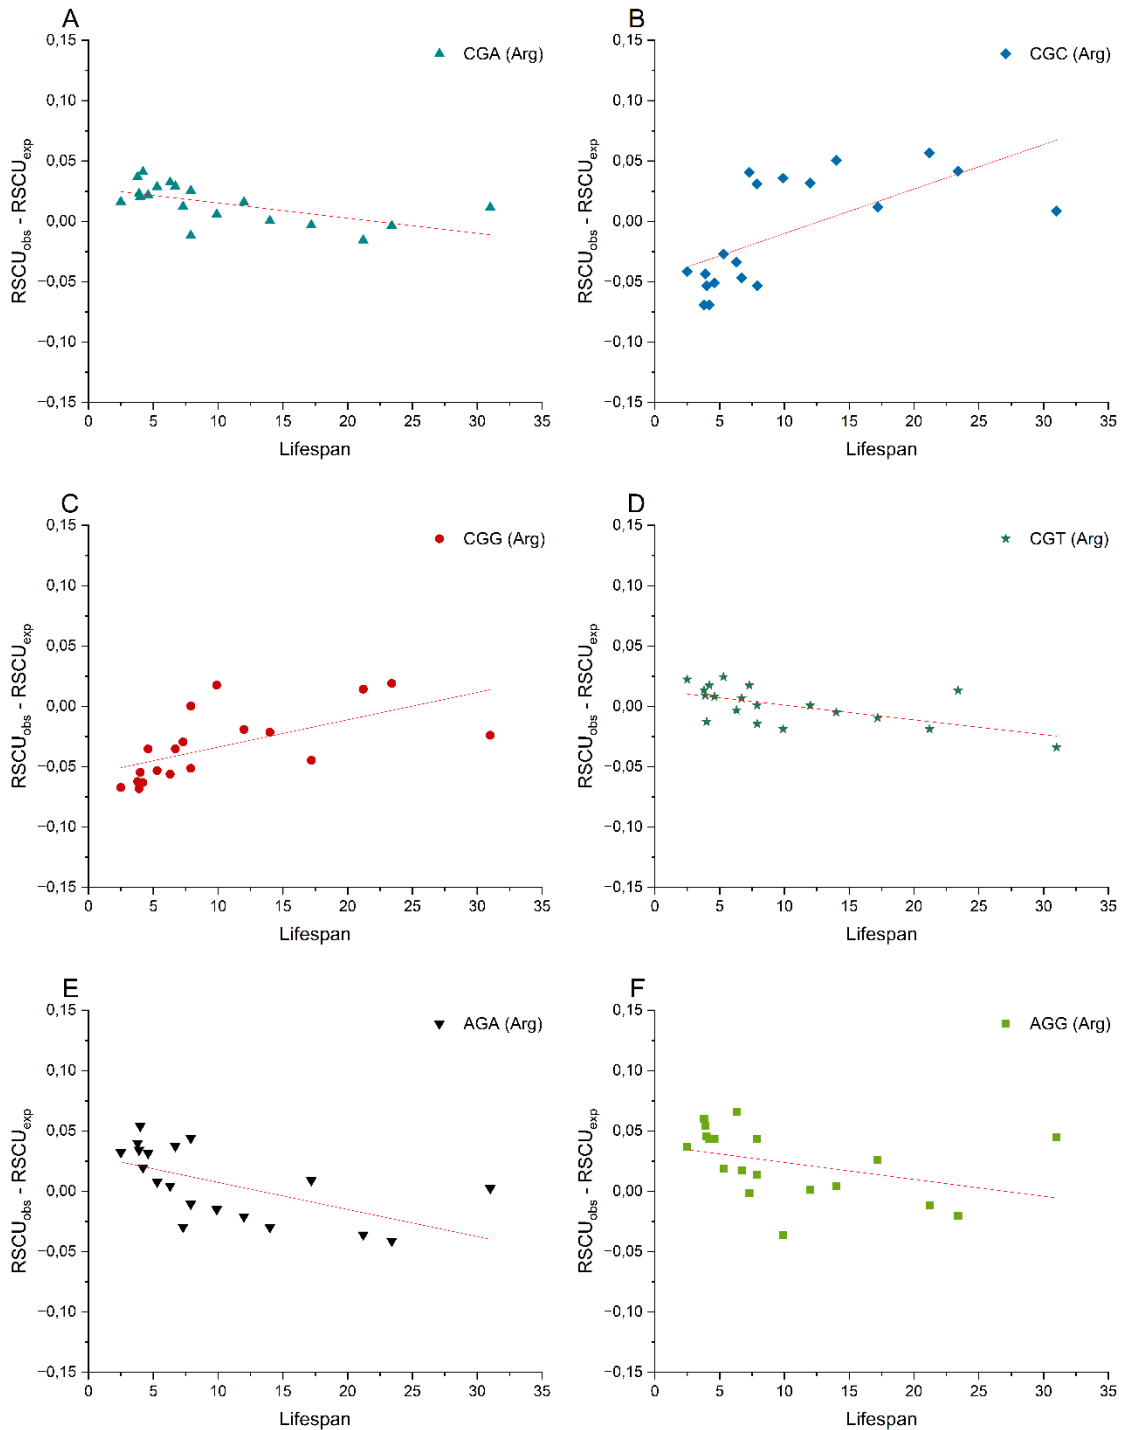 A
0,15
0,10
0,05
0,00
−0,05
−0,10
−0,15
RSCUobs - RSCUexp
CGA (Arg)
0 5 10 15 20 25 30 35
Lifespan
B
0,15
0,10
0,05
0,00
−0,05
−0,10
−0,15
RSCUobs - RSCUexp
CGC (Arg)
0 5 10 15 20 25 30 35
Lifespan
C
0,15
0,10
0,05
0,00
−0,05
−0,10
−0,15
RSCUobs - RSCUexp
CGG (Arg)
0 5 10 15 20 25 30 35
Lifespan
D
0,15
0,10
0,05
0,00
−0,05
−0,10
−0,15
RSCUobs - RSCUexp
CGT (Arg)
0 5 10 15 20 25 30 35
Lifespan
E
0,15
0,10
0,05
0,00
−0,05
−0,10
−0,15
RSCUobs - RSCUexp
AGA (Arg)
0 5 10 15 20 25 30 35
Lifespan
F
0,15
0,10
0,05
0,00
−0,05
−0,10
−0,15
RSCUobs - RSCUexp
AGG (Arg)
0 5 10 15 20 25 30 35
Lifespan